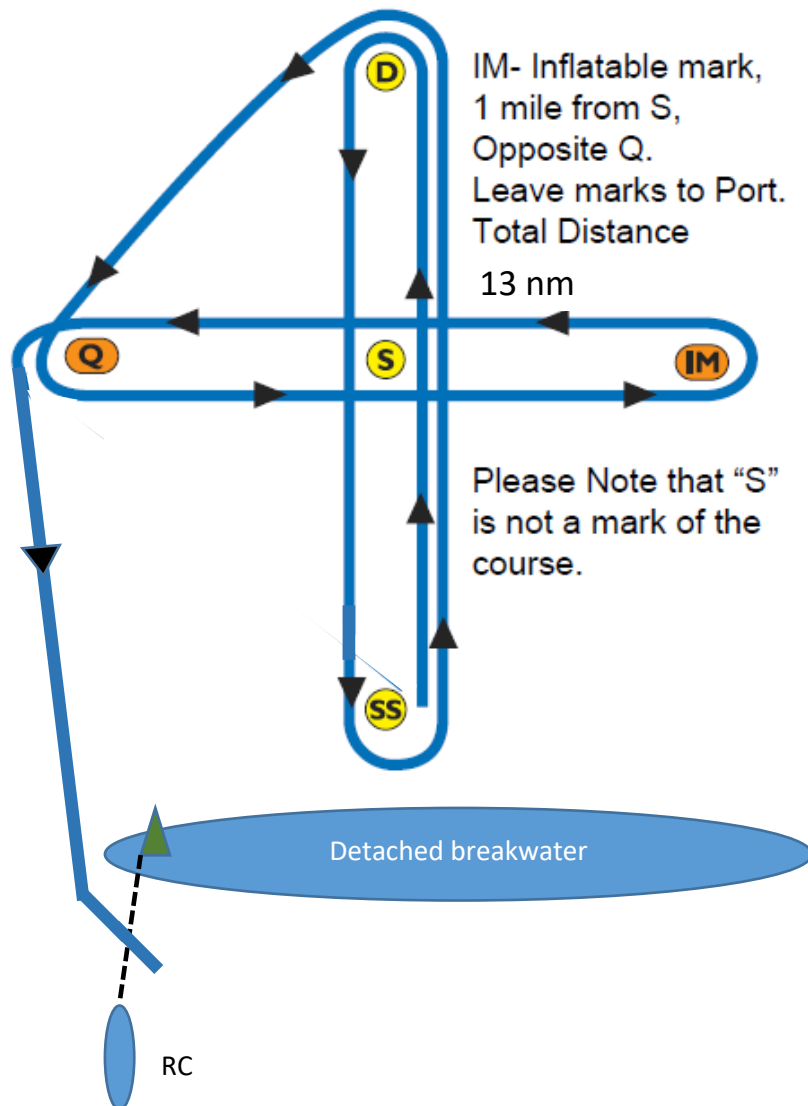 D
IM- Inflatable mark,
1 mile from S,
Opposite Q.
Leave marks to Port.
Total Distance
13 nm
Q
S
IM
Please Note that “S”
is not a mark of the
course.
SS
Detached breakwater
RC